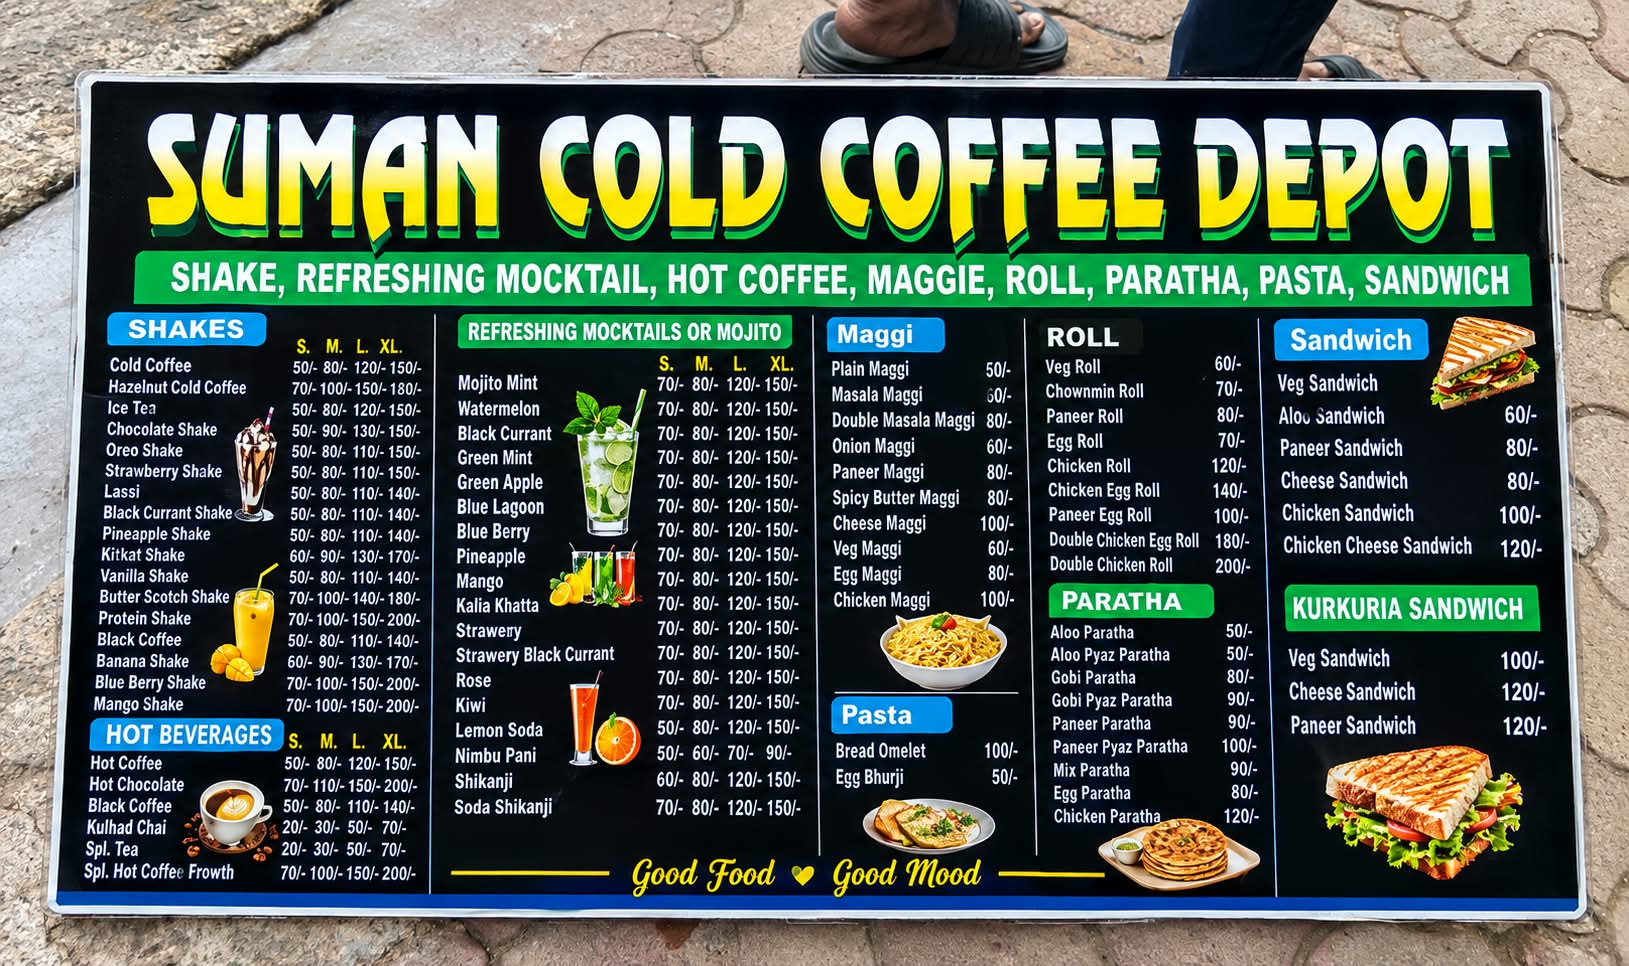 SUMAN COLD COFFEE DEPOT
SHAKE, REFRESHING MOCKTAIL, HOT COFFEE, MAGGIE, ROLL, PARATHA, PASTA, SANDWICH
SHAKES
S. M. L. XL.
Cold Coffee 50/- 80/- 120/- 150/-
Hazelnut Cold Coffee 70/- 100/- 150/- 180/-
Ice Tea 50/- 80/- 120/- 150/-
Chocolate Shake 50/- 90/- 130/- 150/-
Oreo Shake 50/- 80/- 110/- 150/-
Strawberry Shake 50/- 80/- 110/- 150/-
Lassi 50/- 80/- 110/- 140/-
Black Currant Shake 50/- 80/- 110/- 140/-
Pineapple Shake 50/- 80/- 110/- 140/-
Kitkat Shake 60/- 90/- 130/- 170/-
Vanilla Shake 50/- 80/- 110/- 140/-
Butter Scotch Shake 70/- 100/- 140/- 180/-
Protein Shake 70/- 100/- 150/- 200/-
Black Coffee 50/- 80/- 110/- 140/-
Banana Shake 60/- 90/- 130/- 170/-
Blue Berry Shake 70/- 100/- 150/- 200/-
Mango Shake 70/- 100/- 150/- 200/-
HOT BEVERAGES S. M. L. XL.
Hot Coffee 50/- 80/- 120/- 150/-
Hot Chocolate 70/- 110/- 150/- 200/-
Black Coffee 50/- 80/- 110/- 140/-
Kulhad Chai 20/- 30/- 50/- 70/-
Spl. Tea 20/- 30/- 50/- 70/-
Spl. Hot Coffee Frowth 70/- 100/- 150/- 200/-
REFRESHING MOCKTAILS OR MOJITO
S. M. L. XL.
Mojito Mint 70/- 80/- 120/- 150/-
Watermelon 70/- 80/- 120/- 150/-
Black Currant 70/- 80/- 120/- 150/-
Green Mint 70/- 80/- 120/- 150/-
Green Apple 70/- 80/- 120/- 150/-
Blue Lagoon 70/- 80/- 120/- 150/-
Blue Berry 70/- 80/- 120/- 150/-
Pineapple 70/- 80/- 120/- 150/-
Mango 70/- 80/- 120/- 150/-
Kalia Khatta 70/- 80/- 120/- 150/-
Strawery 70/- 80/- 120/- 150/-
Strawery Black Currant 70/- 80/- 120/- 150/-
Rose 70/- 80/- 120/- 150/-
Kiwi 70/- 80/- 120/- 150/-
Lemon Soda 50/- 80/- 120/- 150/-
Nimbu Pani 50/- 60/- 70/- 90/-
Shikanji 60/- 80/- 120/- 150/-
Soda Shikanji 70/- 80/- 120/- 150/-
Maggi
Plain Maggi 50/-
Masala Maggi 60/-
Double Masala Maggi 80/-
Onion Maggi 60/-
Paneer Maggi 80/-
Spicy Butter Maggi 80/-
Cheese Maggi 100/-
Veg Maggi 60/-
Egg Maggi 80/-
Chicken Maggi 100/-
Pasta
Bread Omelet 100/-
Egg Bhurji 50/-
ROLL
Veg Roll 60/-
Chownmin Roll 70/-
Paneer Roll 80/-
Egg Roll 70/-
Chicken Roll 120/-
Chicken Egg Roll 140/-
Paneer Egg Roll 100/-
Double Chicken Egg Roll 180/-
Double Chicken Roll 200/-
PARATHA
Aloo Paratha 50/-
Aloo Pyaz Paratha 50/-
Gobi Paratha 80/-
Gobi Pyaz Paratha 90/-
Paneer Paratha 90/-
Paneer Pyaz Paratha 100/-
Mix Paratha 90/-
Egg Paratha 80/-
Chicken Paratha 120/-
Sandwich
Veg Sandwich
Aloo Sandwich 60/-
Paneer Sandwich 80/-
Cheese Sandwich 80/-
Chicken Sandwich 100/-
Chicken Cheese Sandwich 120/-
KURKURIA SANDWICH
Veg Sandwich 100/-
Cheese Sandwich 120/-
Paneer Sandwich 120/-
Good Food Good Mood